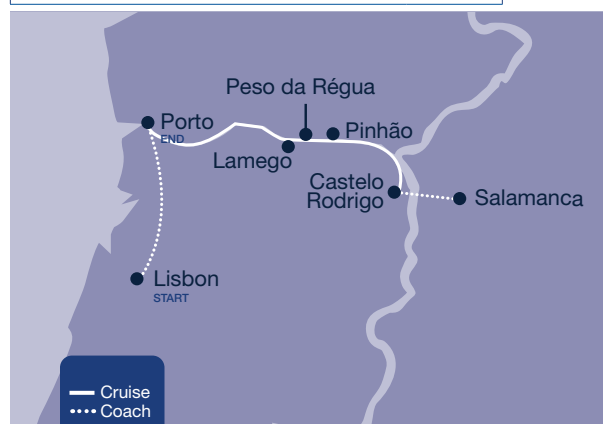 Peso da Régua
Porto
END
Pinhão
Lamego
Castelo
Rodrigo
Salamanca
Lisbon
START
Cruise
Coach